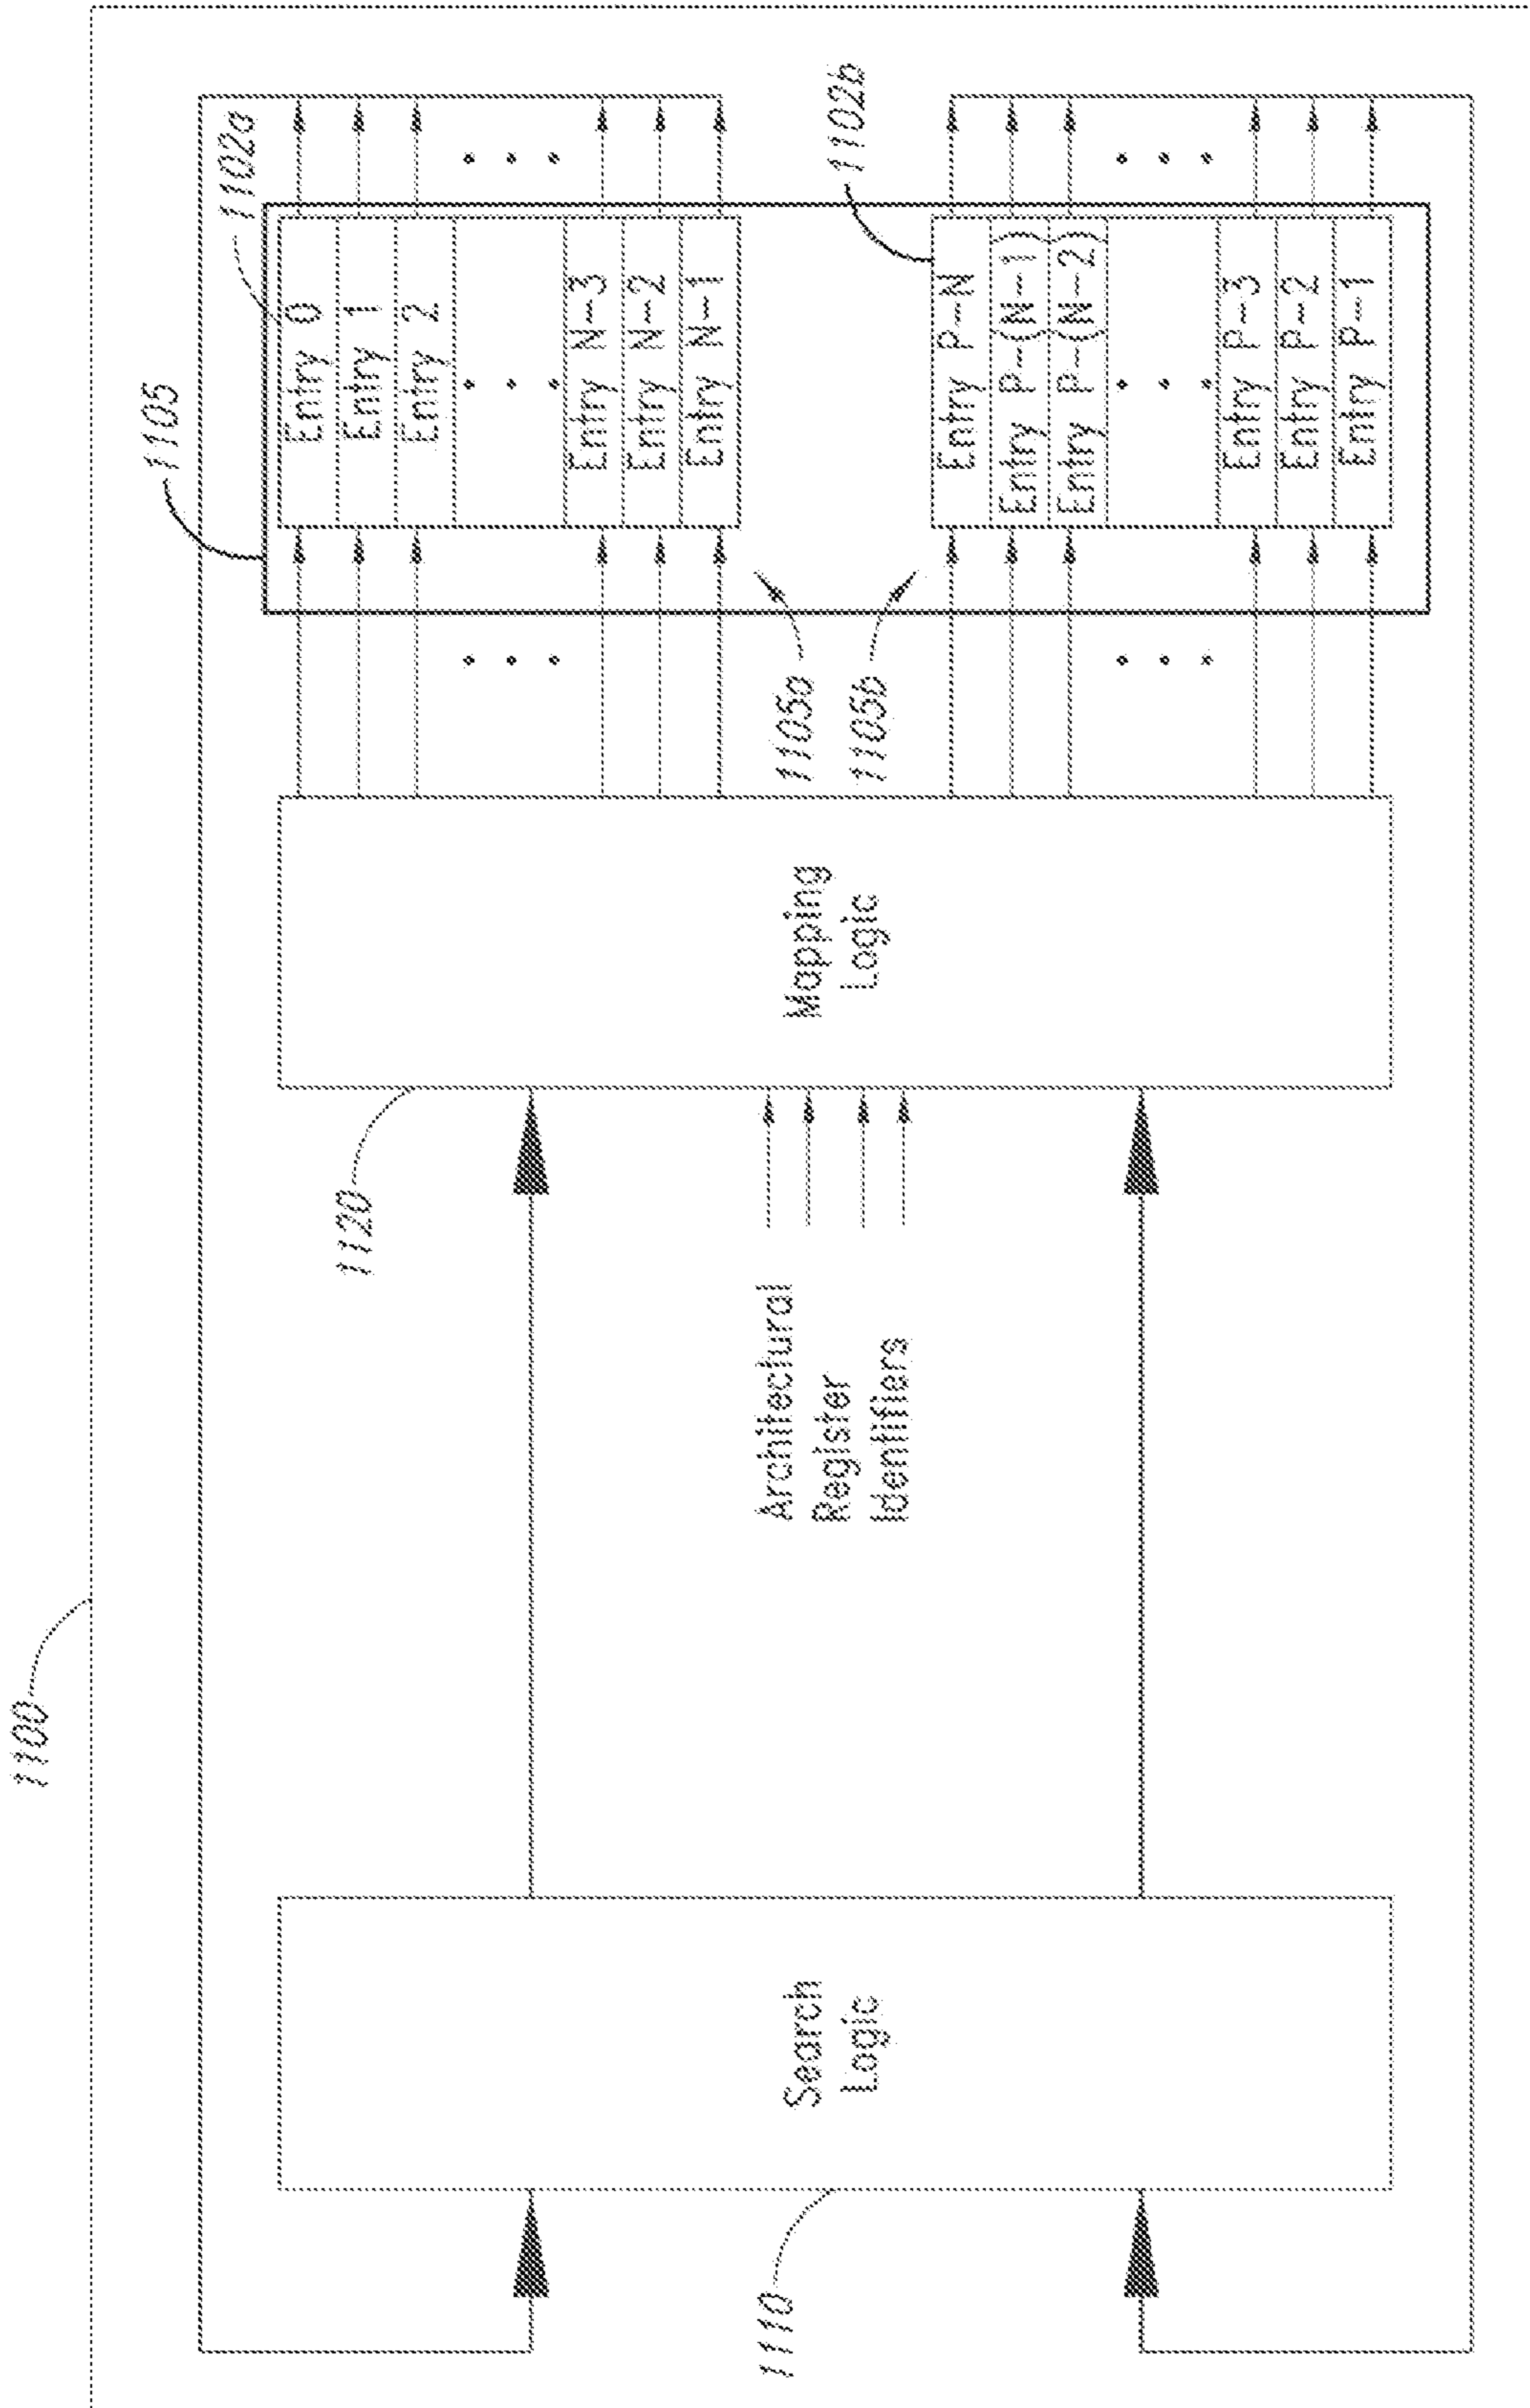 1100
1110
Search
Logic
Architectural
Register
Identifiers
1120
Mapping
Logic
1105
1102a
Entry 0
Entry 1
Entry 2
Entry N-3
Entry N-2
Entry N-1
1105a
1105b
1102b
Entry P-N
Entry P-(N-1)
Entry P-(N-2)
Entry P-3
Entry P-2
Entry P-1